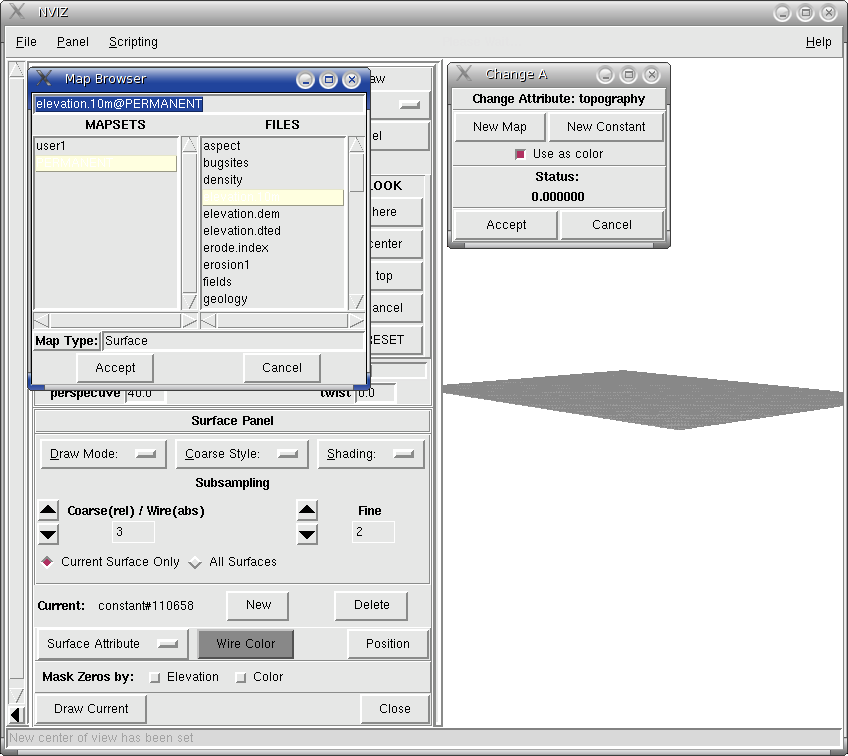 NVIZ
File Panel Scripting Help
Map Browser
elevation.10m@PERMANENT
MAPSETS FILES
user1
aspect
bugsites
density
elevation.dem
elevation.dted
erode.index
erosion1
fields
geology
Map Type: Surface
Accept Cancel
aw
el
LOOK
here
center
top
ancel
ESET
Change A
Change Attribute: topography
New Map New Constant
Use as color
Status:
0.000000
Accept Cancel
perspective 40.0 twist 0.0
Surface Panel
Draw Mode: Coarse Style: Shading:
Subsampling
Coarse(rel) / Wire(abs) Fine
3 2
Current Surface Only All Surfaces
Current: constant#110658 New Delete
Surface Attribute Wire Color Position
Mask Zeros by: Elevation Color
Draw Current Close
New center of view has been set